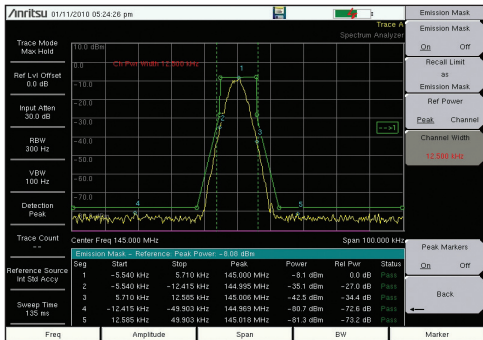 Anritsu 01/11/2010 05:24:26 pm
Emission Mask
Trace A
Spectrum Analyzer
Trace Mode
Max Hold
Ref Lvl Offset
0.0 dB
Input Atten
30.0 dB
RBW
300 Hz
VBW
100 Hz
Detection
Peak
Trace Count
--
Reference Source
Int Std Accy
Sweep Time
135 ms
10.0 dBm
0.0
-10.0
-20.0
-30.0
-40.0
-50.0
-60.0
-70.0
Ch Pwr Width 12.500 kHz
1
2
3
4
5
-->1
Center Freq 145.000 MHz
Span 100.000 kHz
Emission Mask - Reference: Peak Power: -8.08 dBm
Seg Start Stop Peak Power Rel Pwr Status
1 -5.540 kHz 5.710 kHz 145.000 MHz -8.1 dBm 0.0 dB Pass
2 -5.540 kHz -12.415 kHz 144.995 MHz -35.1 dBm -27.0 dB Pass
3 5.710 kHz 12.585 kHz 145.006 MHz -42.5 dBm -34.4 dB Pass
4 -12.415 kHz -49.903 kHz 144.969 MHz -80.7 dBm -72.6 dB Pass
5 12.585 kHz 49.903 kHz 145.018 MHz -81.3 dBm -73.2 dB Pass
Emission Mask
On Off
Recall Limit
as
Emission Mask
Ref Power
Peak Channel
Channel Width
12.500 kHz
Peak Markers
On Off
Back
Freq
Amplitude
Span
BW
Marker